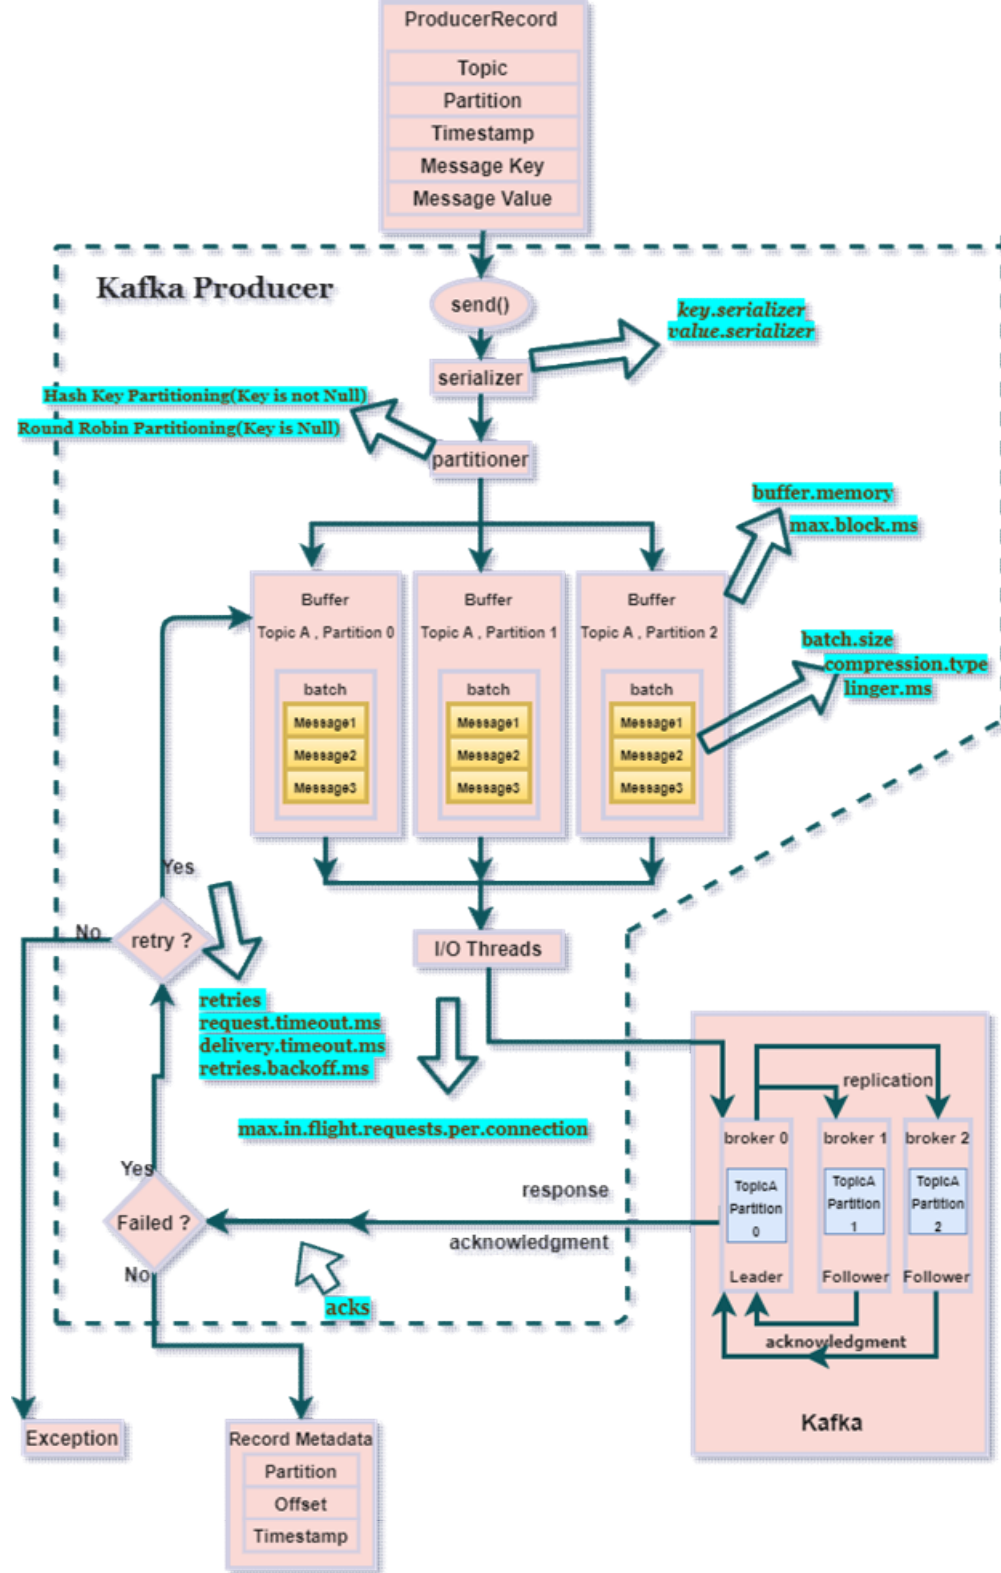 ProducerRecord
Topic
Partition
Timestamp
Message Key
Message Value
Kafka Producer
send()
key.serializer
value.serializer
serializer
Hash Key Partitioning(Key is not Null)
Round Robin Partitioning(Key is Null)
partitioner
buffer.memory
max.block.ms
Buffer
Topic A , Partition 0
batch
Message1
Message2
Message3
Buffer
Topic A , Partition 1
batch
Message1
Message2
Message3
Buffer
Topic A , Partition 2
batch
Message1
Message2
Message3
batch.size
compression.type
linger.ms
Yes
No
retry ?
I/O Threads
retries
request.timeout.ms
delivery.timeout.ms
retries.backoff.ms
max.in.flight.requests.per.connection
replication
broker 0
broker 1
broker 2
TopicA
Partition
0
TopicA
Partition
1
TopicA
Partition
2
Leader
Follower
Follower
acknowledgment
Kafka
response
acknowledgment
Yes
Failed ?
No
acks
Exception
Record Metadata
Partition
Offset
Timestamp